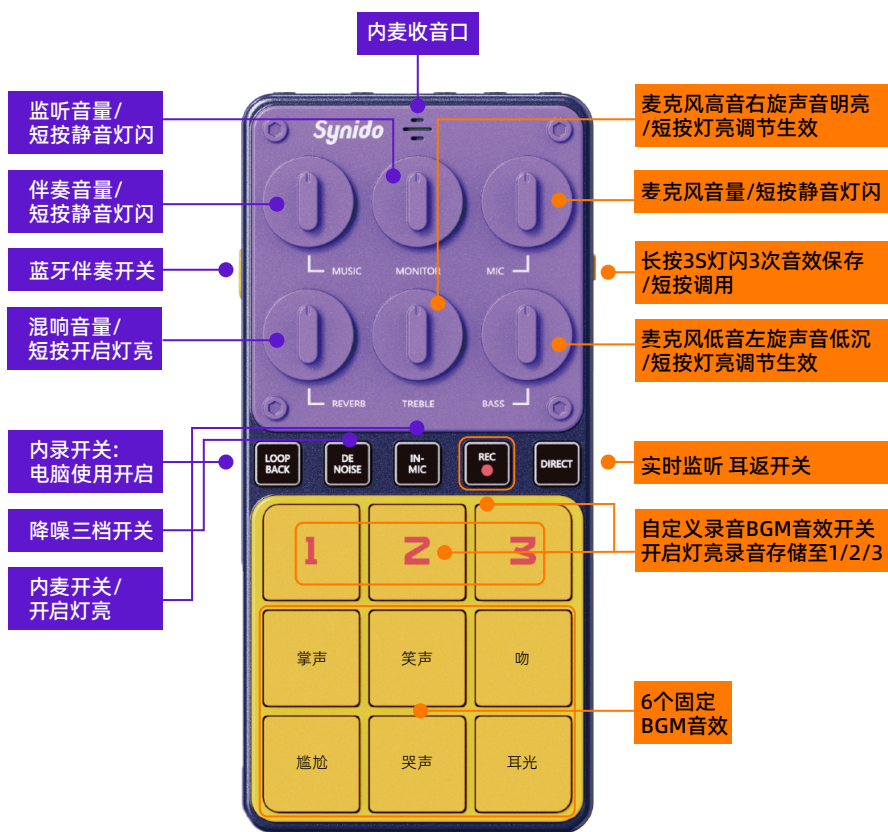 内麦收音口
监听音量/
短按静音灯闪
伴奏音量/
短按静音灯闪
蓝牙伴奏开关
混响音量/
短按开启灯亮
内录开关:
电脑使用开启
降噪三档开关
内麦开关/
开启灯亮
麦克风高音右旋声音明亮
/短按灯亮调节生效
麦克风音量/短按静音灯闪
长按3S灯闪3次音效保存
/短按调用
麦克风低音左旋声音低沉
/短按灯亮调节生效
实时监听 耳返开关
自定义录音BGM音效开关
开启灯亮录音存储至1/2/3
6个固定
BGM音效
Synido
MUSIC MONITOR MIC
REVERB TREBLE BASS
LOOP
BACK
DE
NOISE
IN-
MIC
REC
DIRECT
1 2 3
掌声 笑声 吻
尴尬 哭声 耳光